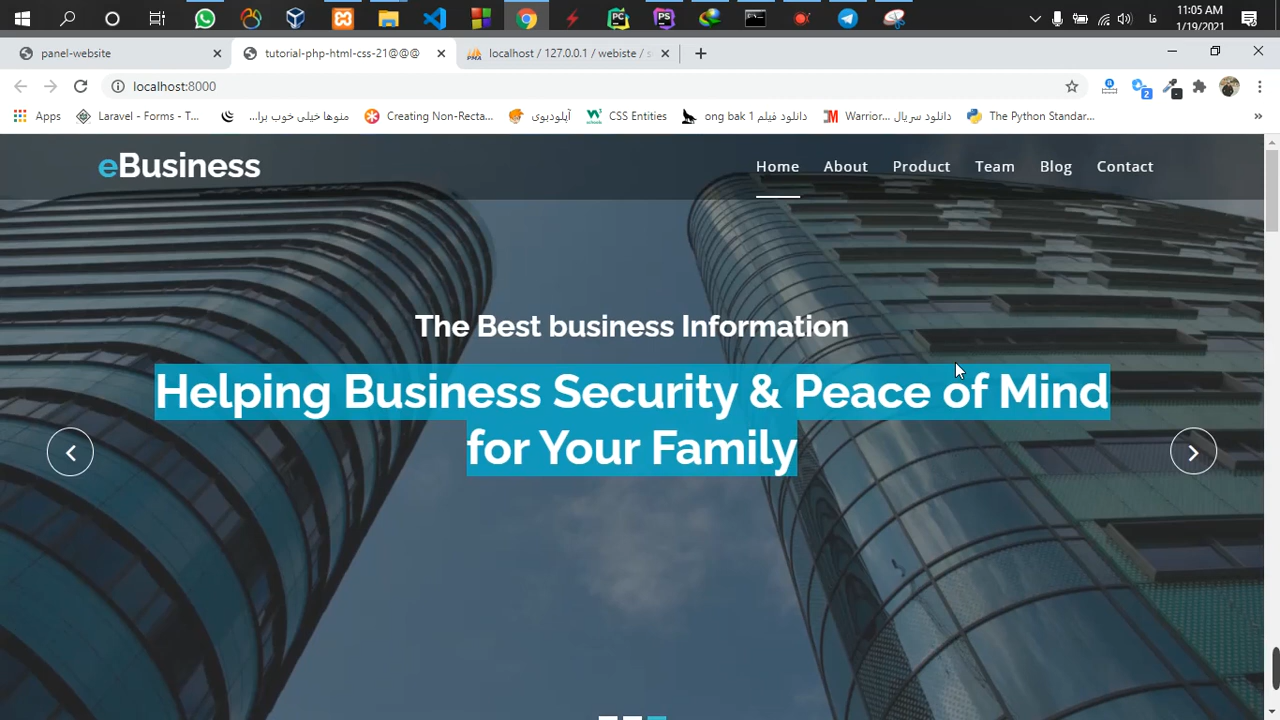 11:05 AM
فا
1/19/2021
panel-website
tutorial-php-html-css-21@@@
localhost / 127.0.0.1 / webiste / s
localhost:8000
2
Apps
Laravel Forms - T...
منوها خیلی خوب برا...
Creating Non-Recta...
آپلودبوی
CSS Entities
دانلود فیلم ong bak 1
دانلود سریال Warrior...
The Python Standar...
eBusiness
Home
About
Product
Team
Blog
Contact
The Best business Information
Helping Business Security & Peace of Mind
for Your Family